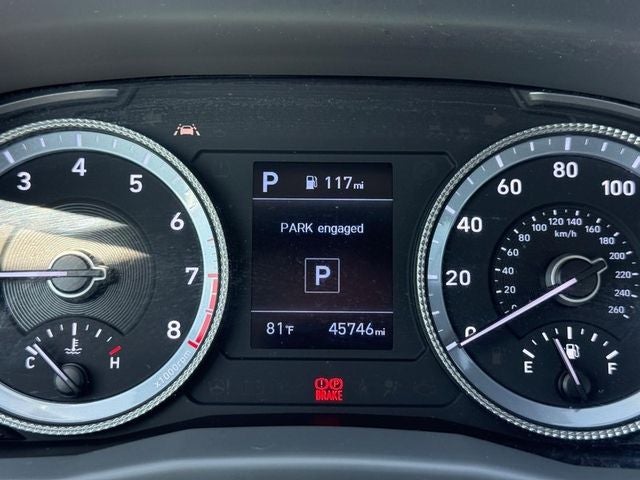 P 117mi
PARK engaged
P
81°F 45746mi
3 4 5 6 7 8
x1000rpm
C H
0 20 40 60 80 100
0 20 40 60 80 100 120 140 160 180 200 220 240 260
km/h
E F
P
BRAKE